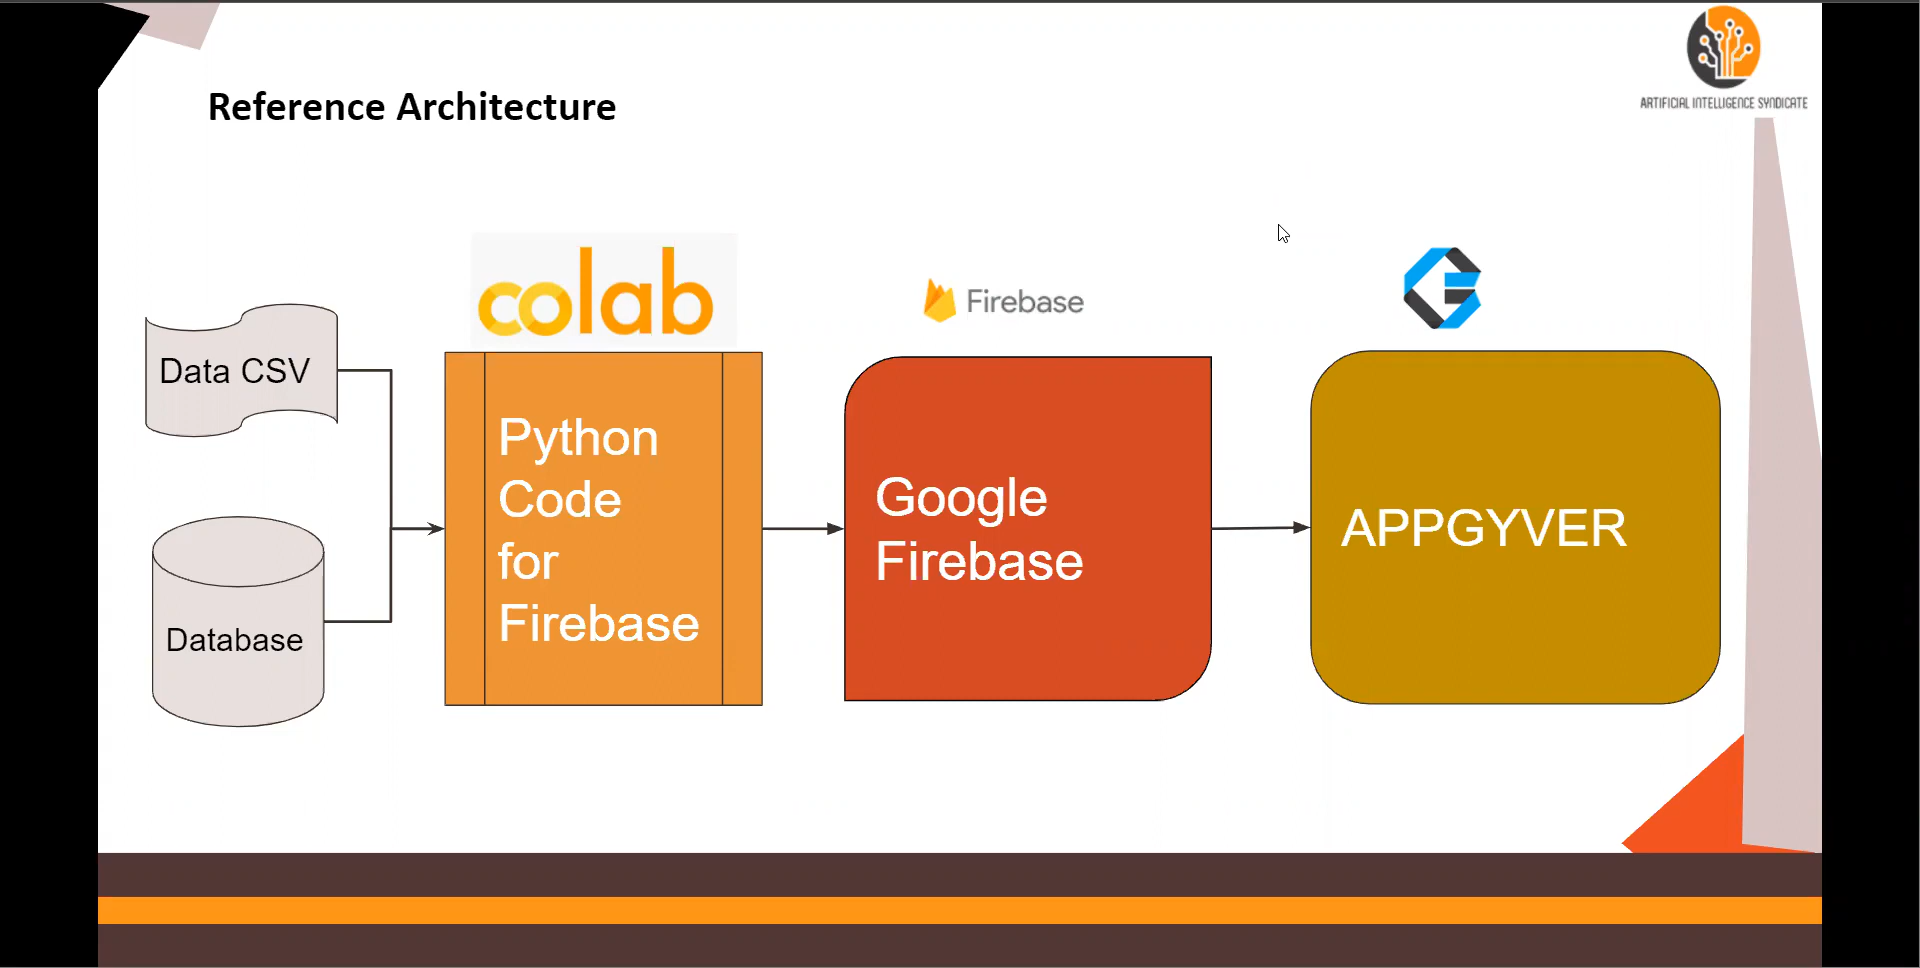 ARTIFICIAL INTELLIGENCE SYNDICATE
Reference Architecture
colab
Firebase
Data CSV
Database
Python
Code
for
Firebase
Google
Firebase
APPGYVER